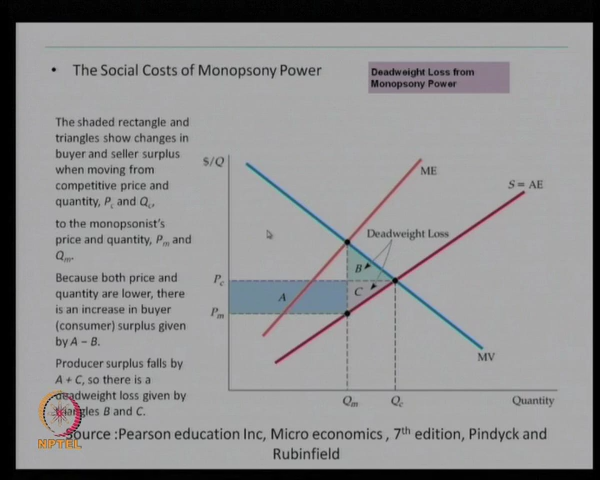 • The Social Costs of Monopsony Power
Deadweight Loss from
Monopsony Power
The shaded rectangle and
triangles show changes in
buyer and seller surplus
when moving from
competitive price and
quantity, Pc and Qc,
to the monopsonist's
price and quantity, Pm and
Qm.
Because both price and
quantity are lower, there
is an increase in buyer
(consumer) surplus given
by A – B.
Producer surplus falls by
A + C, so there is a
deadweight loss given by
triangles B and C.
$/Q
ME
S = AE
Deadweight Loss
B
Pc
A
C
Pm
MV
Qm
Qc
Quantity
NPTEL
Source :Pearson education Inc, Micro economics , 7th edition, Pindyck and
Rubinfield